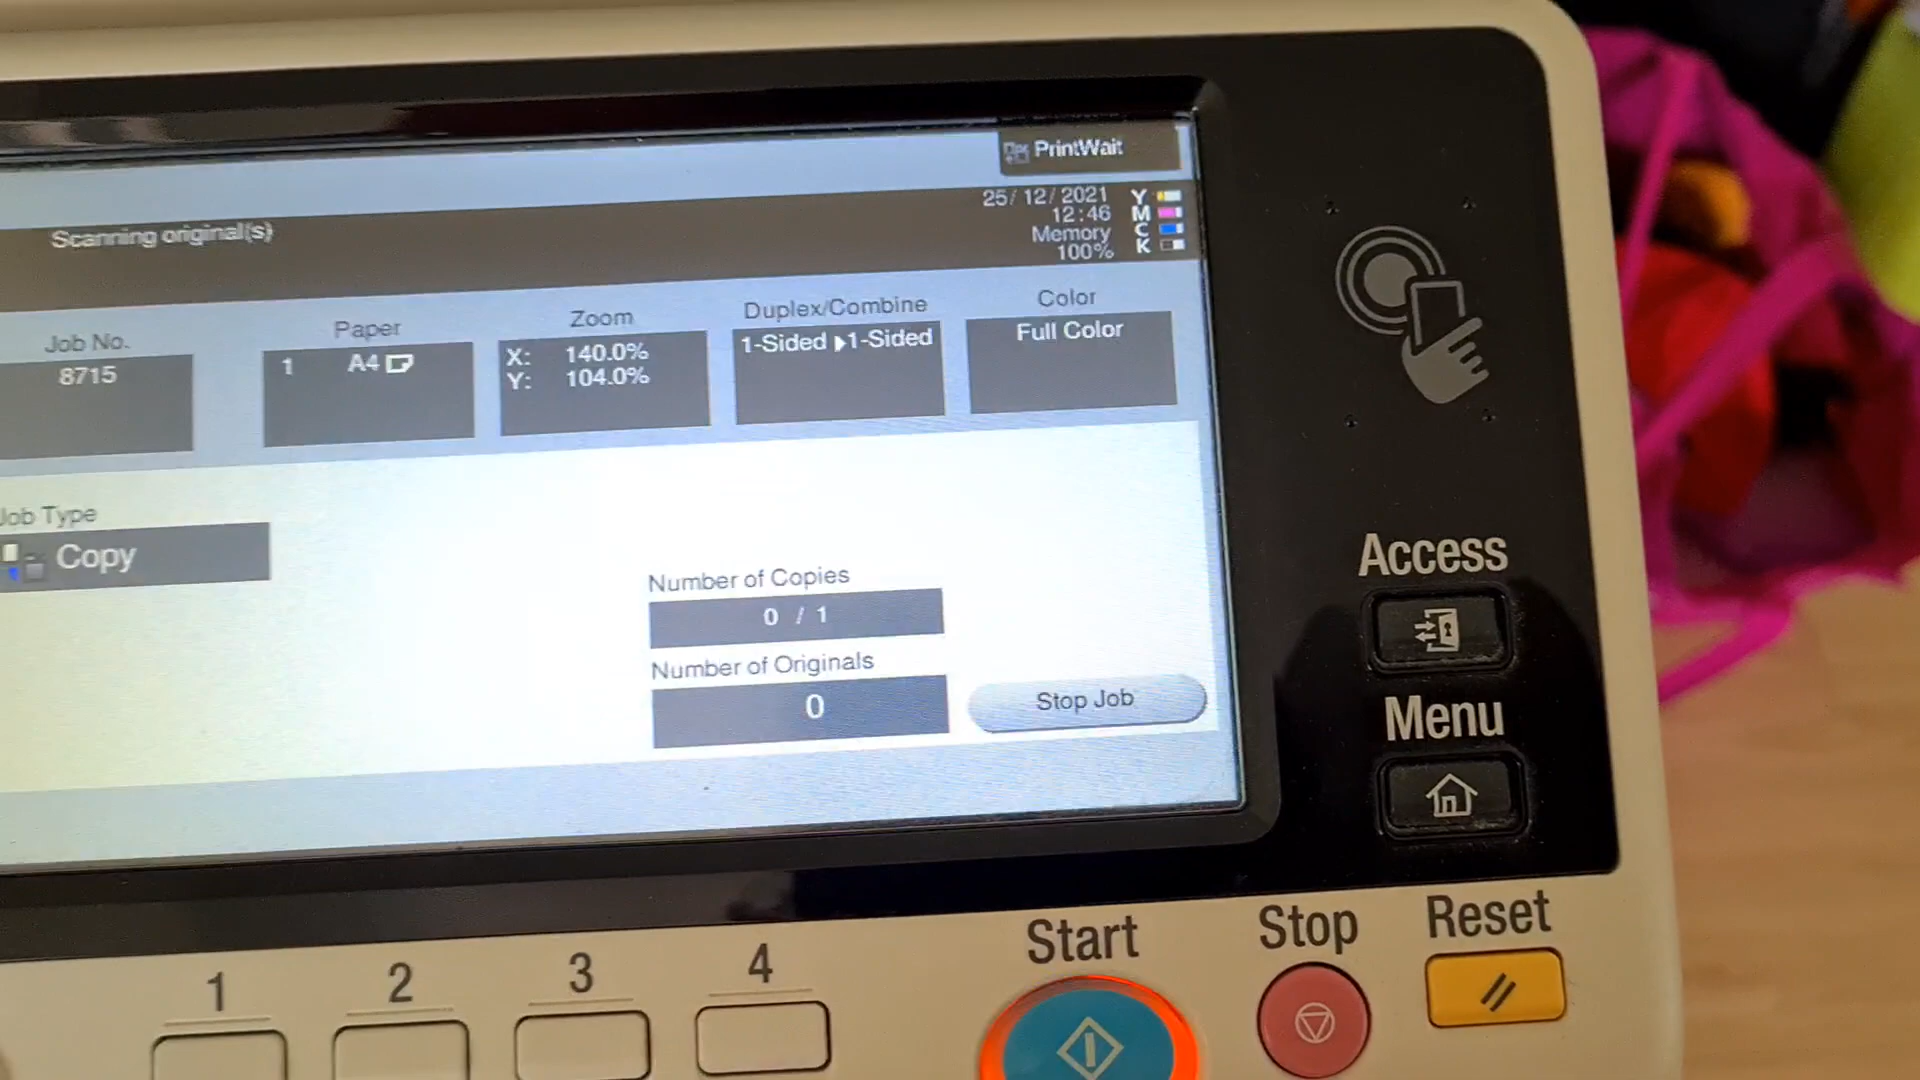 PrintWait
25/12/2021
12:46
Memory
100%
Y
M
C
K
Scanning original(s)
Job No.
8715
Paper
1 A4
Zoom
X: 140.0%
Y: 104.0%
Duplex/Combine
1-Sided ▶1-Sided
Color
Full Color
Job Type
Copy
Number of Copies
0 / 1
Number of Originals
0
Stop Job
Access
Menu
1
2
3
4
Start
Stop
Reset